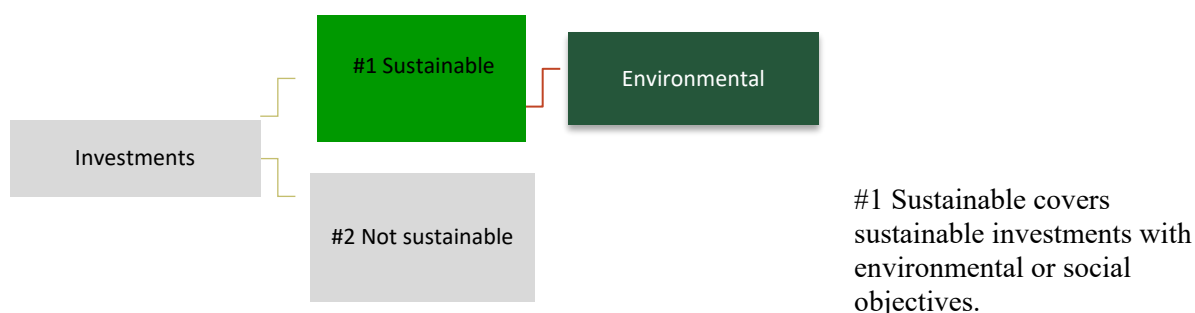 #1 Sustainable
Environmental
Investments
#2 Not sustainable
#1 Sustainable covers
sustainable investments with
environmental or social
objectives.